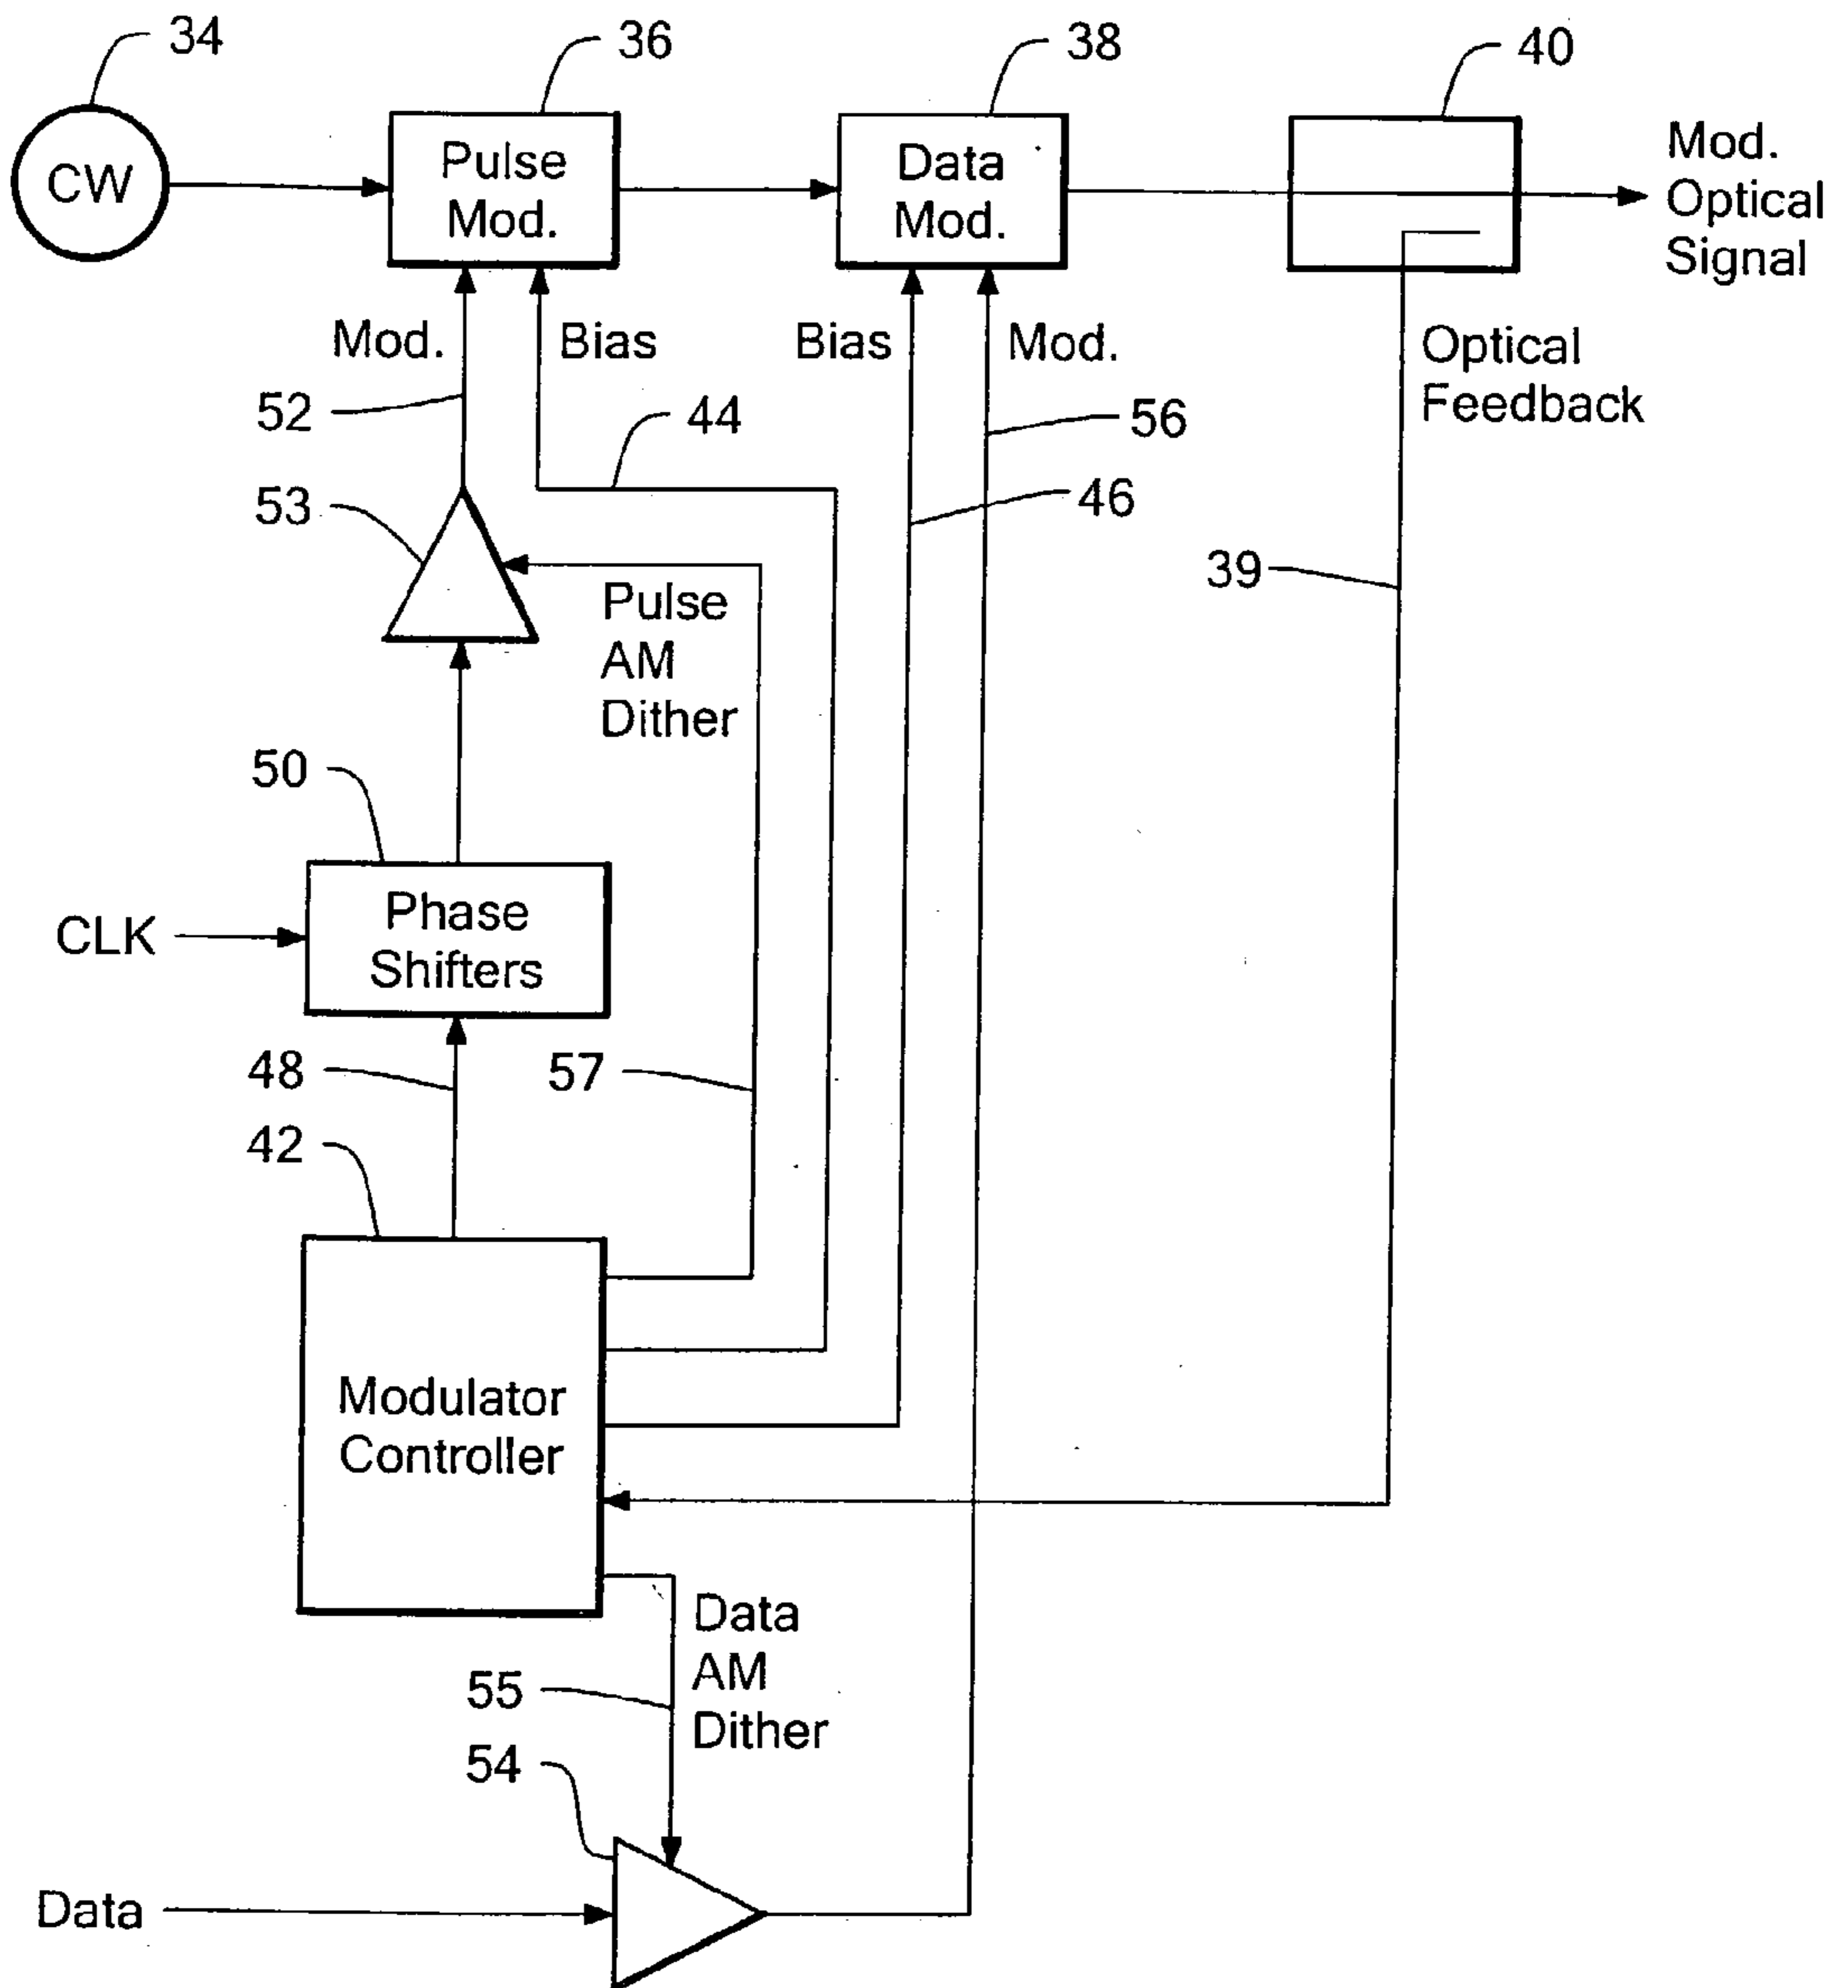 34
36
38
40
CW
Pulse
Mod.
Data
Mod.
Mod.
Optical
Signal
Mod.
Bias
Bias
Mod.
Optical
Feedback
52
44
56
53
46
39
Pulse
AM
Dither
50
CLK
Phase
Shifters
48
57
42
Modulator
Controller
Data
AM
Dither
55
54
Data